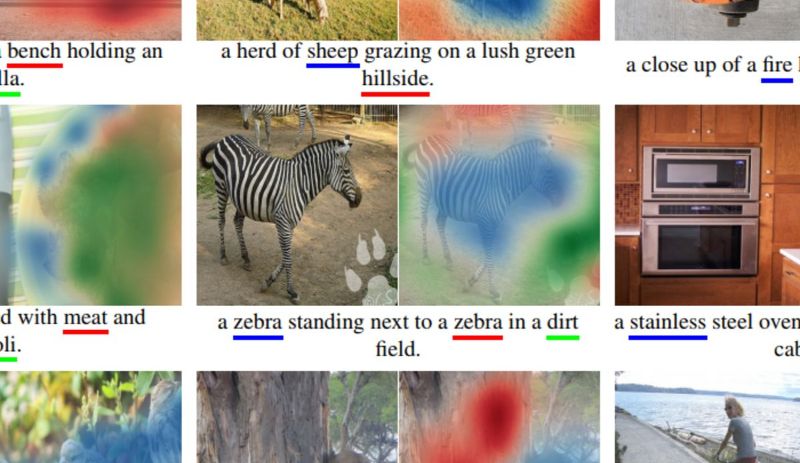 bench holding an
lla.
a herd of sheep grazing on a lush green
hillside.
a close up of a fire
d with meat and
oli.
a zebra standing next to a zebra in a dirt
field.
a stainless steel oven
cab